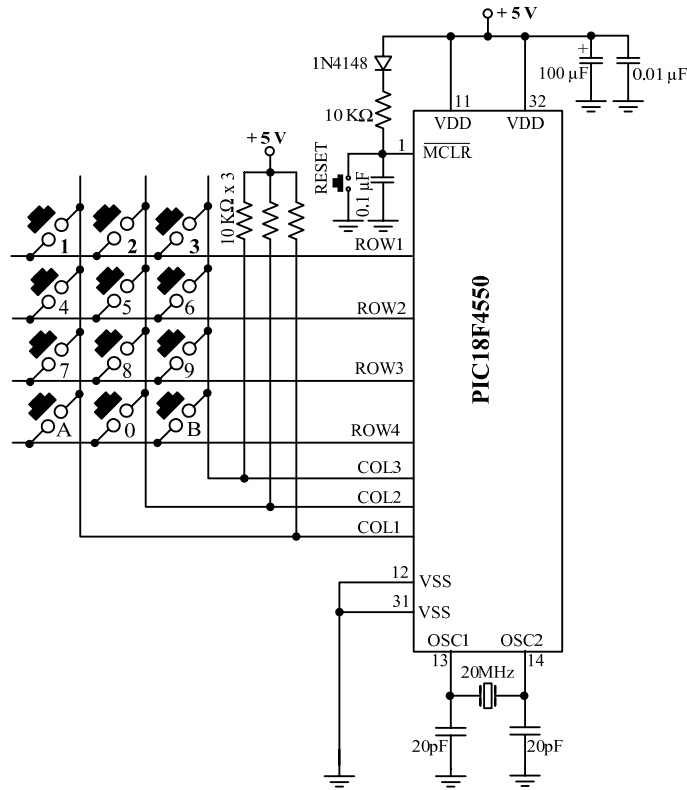 +5V
1N4148
100 μF
0.01 μF
+
10 KΩ
11
32
VDD
VDD
+5V
1
MCLR
RESET
0.1 μF
10 KΩ x 3
1
2
3
ROW1
4
5
6
ROW2
PIC18F4550
7
8
9
ROW3
A
0
B
ROW4
COL3
COL2
COL1
12
VSS
31
VSS
OSC1
OSC2
13
14
20MHz
20pF
20pF